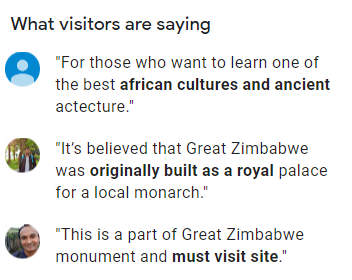 What visitors are saying
"For those who want to learn one of
the best african cultures and ancient
actecture."
"It's believed that Great Zimbabwe
was originally built as a royal palace
for a local monarch."
"This is a part of Great Zimbabwe
monument and must visit site."